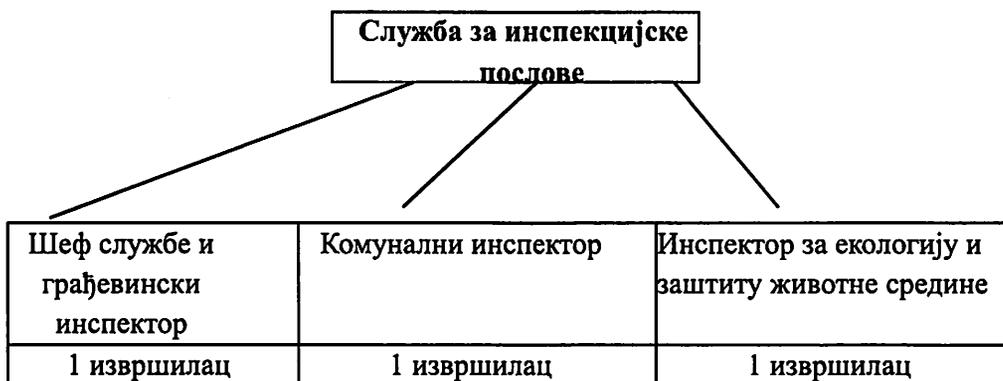 Служба за инспекцијске
послове
Шеф службе и
грађевински
инспектор
Комунални инспектор
Инспектор за екологију и
заштиту животне средине
1 извршилац
1 извршилац
1 извршилац